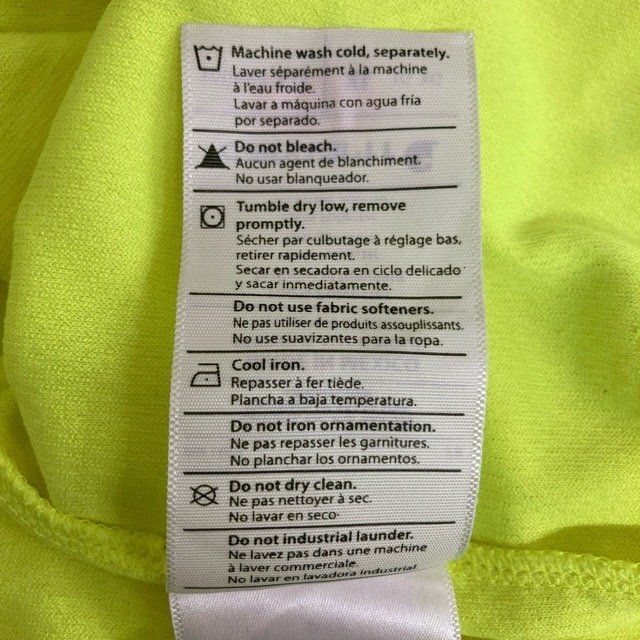 Machine wash cold, separately.
Laver séparément à la machine
à l'eau froide.
Lavar a máquina con agua fría
por separado.
Do not bleach.
Aucun agent de blanchiment.
No usar blanqueador.
Tumble dry low, remove
promptly.
Sécher par culbutage à réglage bas,
retirer rapidement.
Secar en secadora en ciclo delicado
y sacar inmediatamente.
Do not use fabric softeners.
Ne pas utiliser de produits assouplissants.
No use suavizantes para la ropa.
Cool iron.
Repasser à fer tiède.
Plancha a baja temperatura.
Do not iron ornamentation.
Ne pas repasser les garnitures.
No planchar los ornamentos.
Do not dry clean.
Ne pas nettoyer à sec.
No lavar en seco
Do not industrial launder.
Ne lavez pas dans une machine
à laver commerciale.
No lavar en lavadora industrial